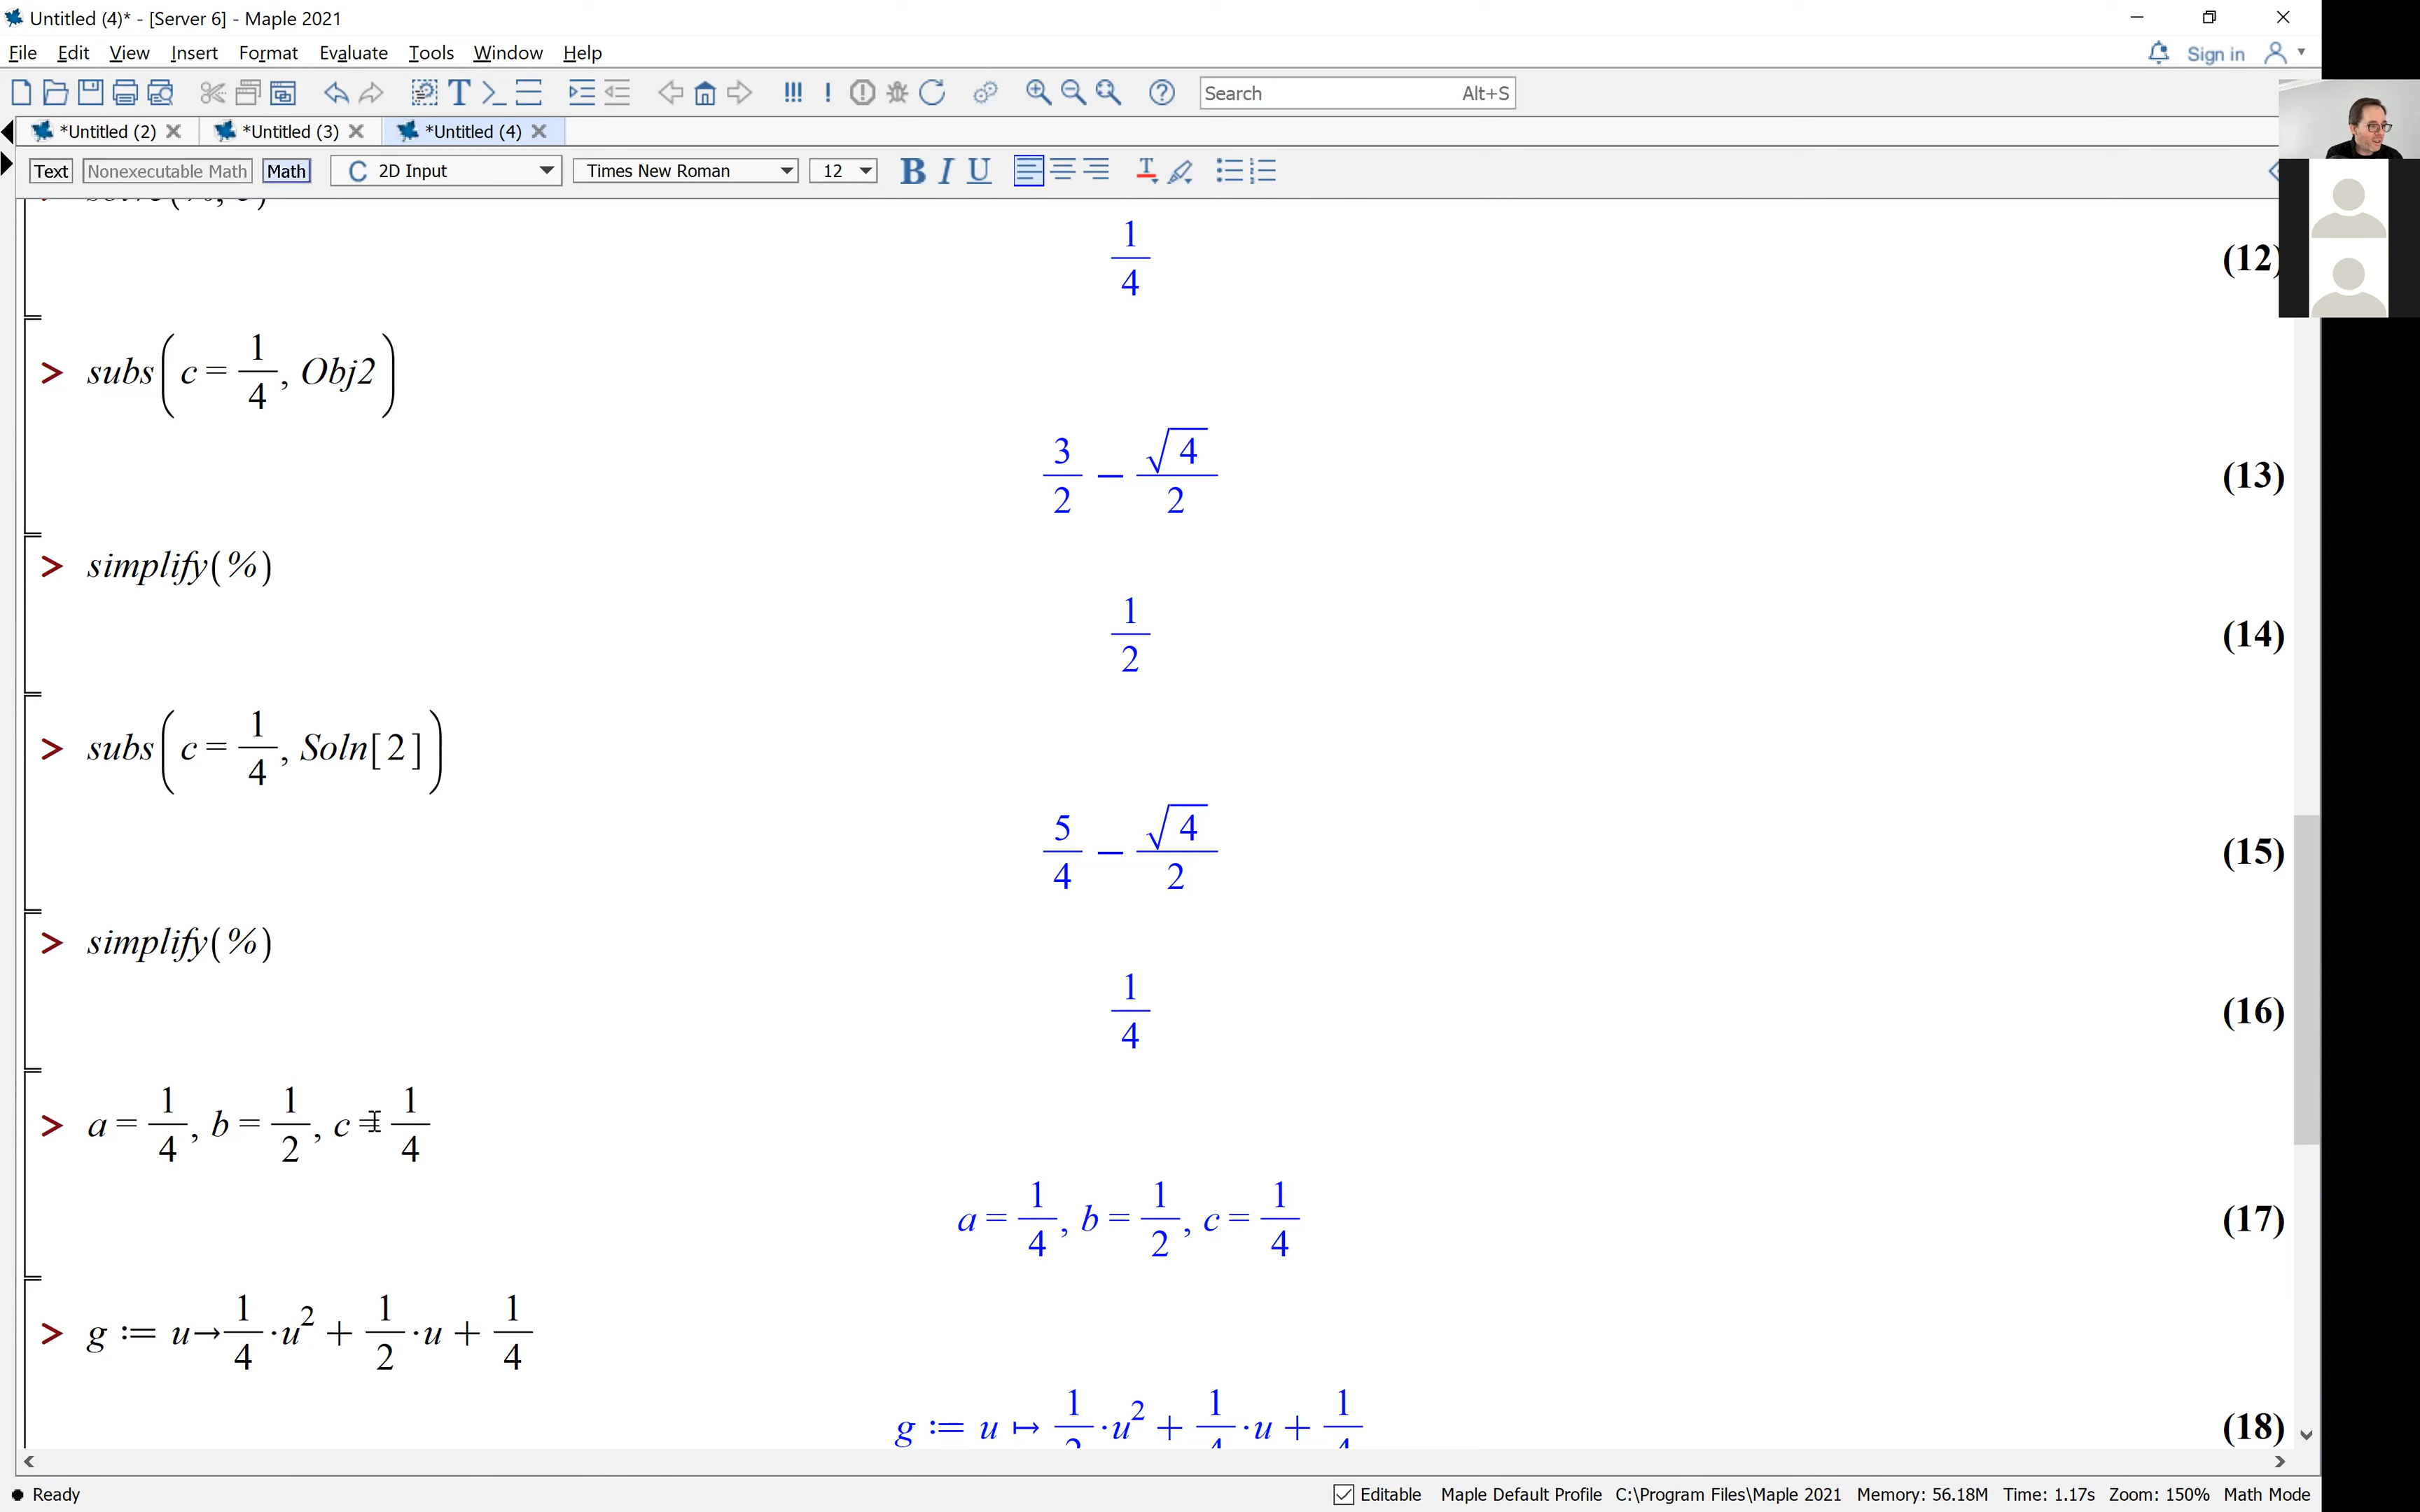 Untitled (4)* - [Server 6] - Maple 2021
File Edit View Insert Format Evaluate Tools Window Help
Sign in
Search Alt+S
*Untitled (2) *Untitled (3) *Untitled (4)
Text Nonexecutable Math Math C 2D Input Times New Roman 12 B I U
1/4 (12)
> subs(c = 1/4, Obj2)
3/2 − √4/2 (13)
> simplify(%)
1/2 (14)
> subs(c = 1/4, Soln[2])
5/4 − √4/2 (15)
> simplify(%)
1/4 (16)
> a = 1/4, b = 1/2, c = 1/4
a = 1/4, b = 1/2, c = 1/4 (17)
> g := u→1/4·u² + 1/2·u + 1/4
(18)
Ready Editable Maple Default Profile C:\Program Files\Maple 2021 Memory: 56.18M Time: 1.17s Zoom: 150% Math Mode